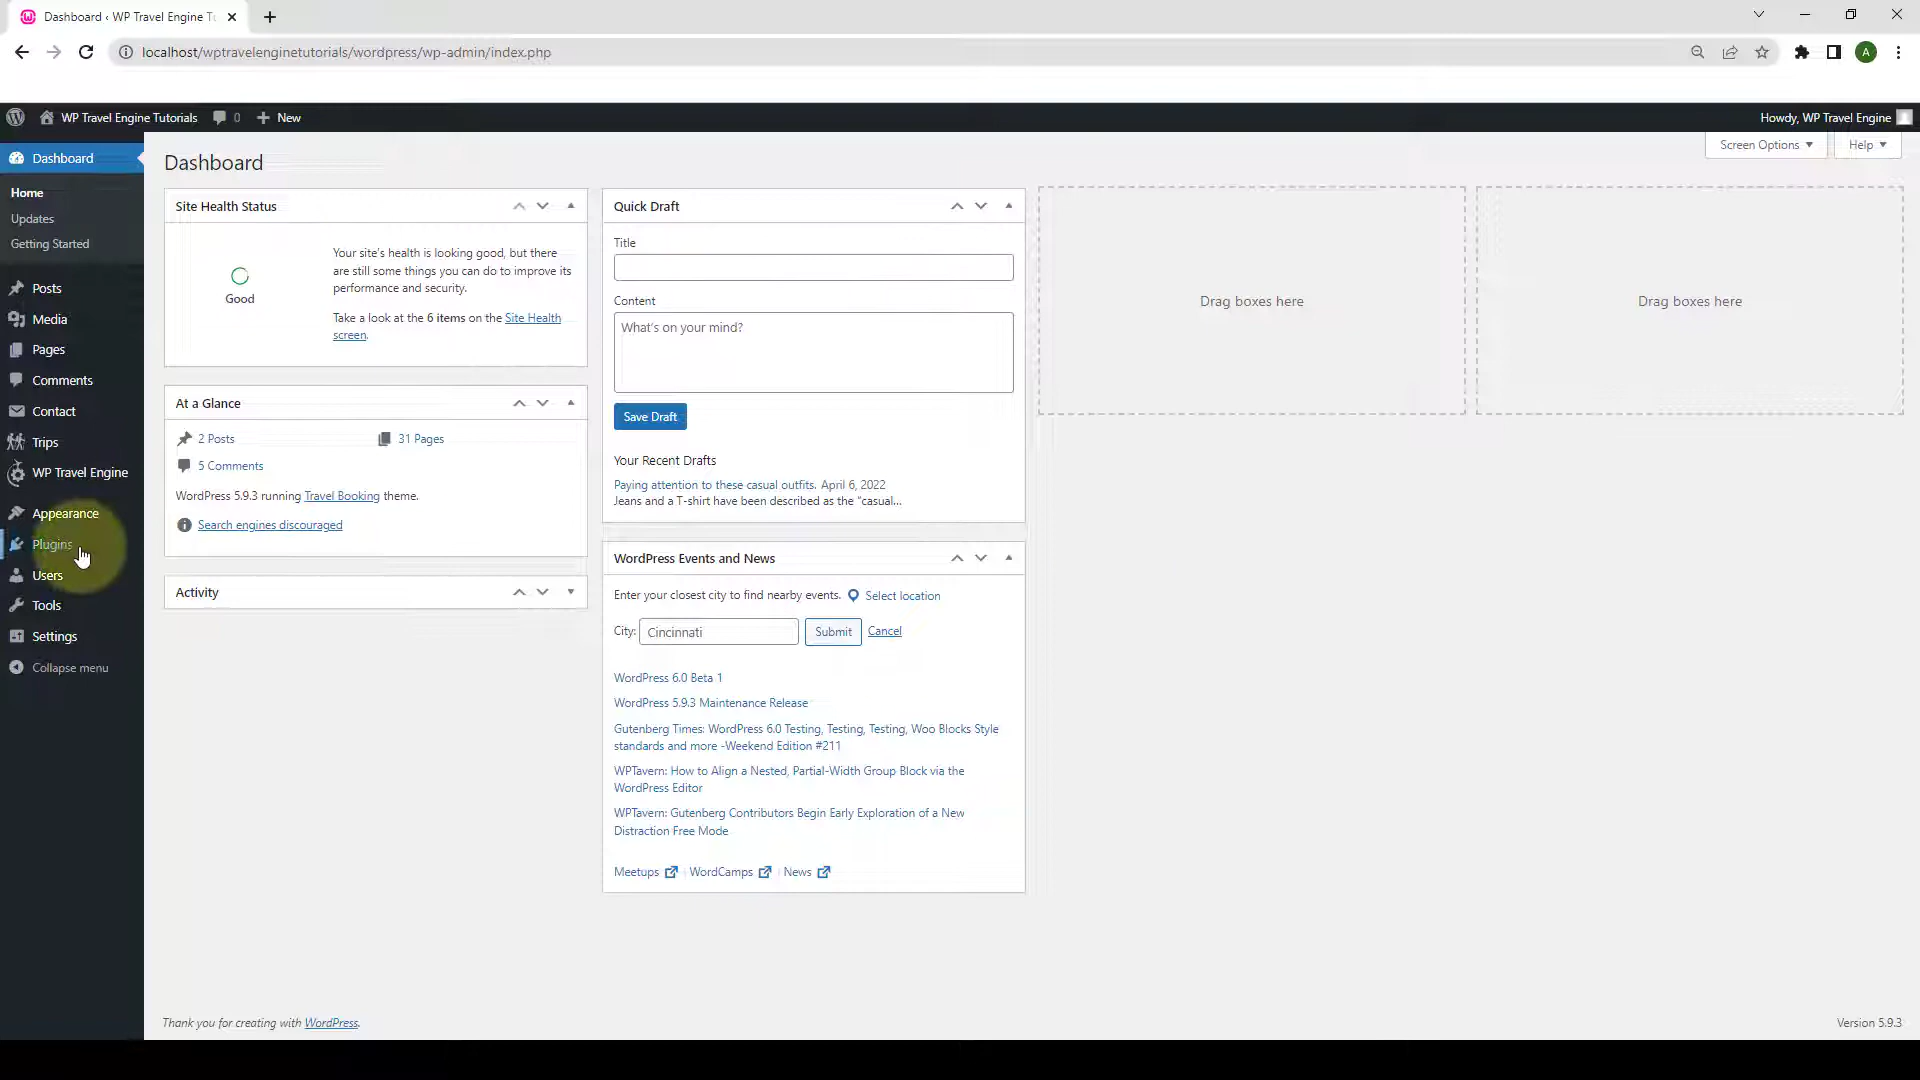 Dashboard ‹ WP Travel Engine Tu
localhost/wptravelenginetutorials/wordpress/wp-admin/index.php
A
WP Travel Engine Tutorials
0
New
Howdy, WP Travel Engine
Screen Options
Help
Dashboard
Home
Updates
Getting Started
Posts
Media
Pages
Comments
Contact
Trips
WP Travel Engine
Appearance
Plugins
Users
Tools
Settings
Collapse menu
Dashboard
Site Health Status
Good
Your site's health is looking good, but there
are still some things you can do to improve its
performance and security.
Take a look at the 6 items on the Site Health
screen.
At a Glance
2 Posts
31 Pages
5 Comments
WordPress 5.9.3 running Travel Booking theme.
Search engines discouraged
Activity
Quick Draft
Title
Content
What's on your mind?
Save Draft
Your Recent Drafts
Paying attention to these casual outfits. April 6, 2022
Jeans and a T-shirt have been described as the "casual…
WordPress Events and News
Enter your closest city to find nearby events. Select location
City: Cincinnati Submit Cancel
WordPress 6.0 Beta 1
WordPress 5.9.3 Maintenance Release
Gutenberg Times: WordPress 6.0 Testing, Testing, Testing, Woo Blocks Style
standards and more -Weekend Edition #211
WPTavern: How to Align a Nested, Partial-Width Group Block via the
WordPress Editor
WPTavern: Gutenberg Contributors Begin Early Exploration of a New
Distraction Free Mode
Meetups WordCamps News
Drag boxes here
Drag boxes here
Thank you for creating with WordPress.
Version 5.9.3